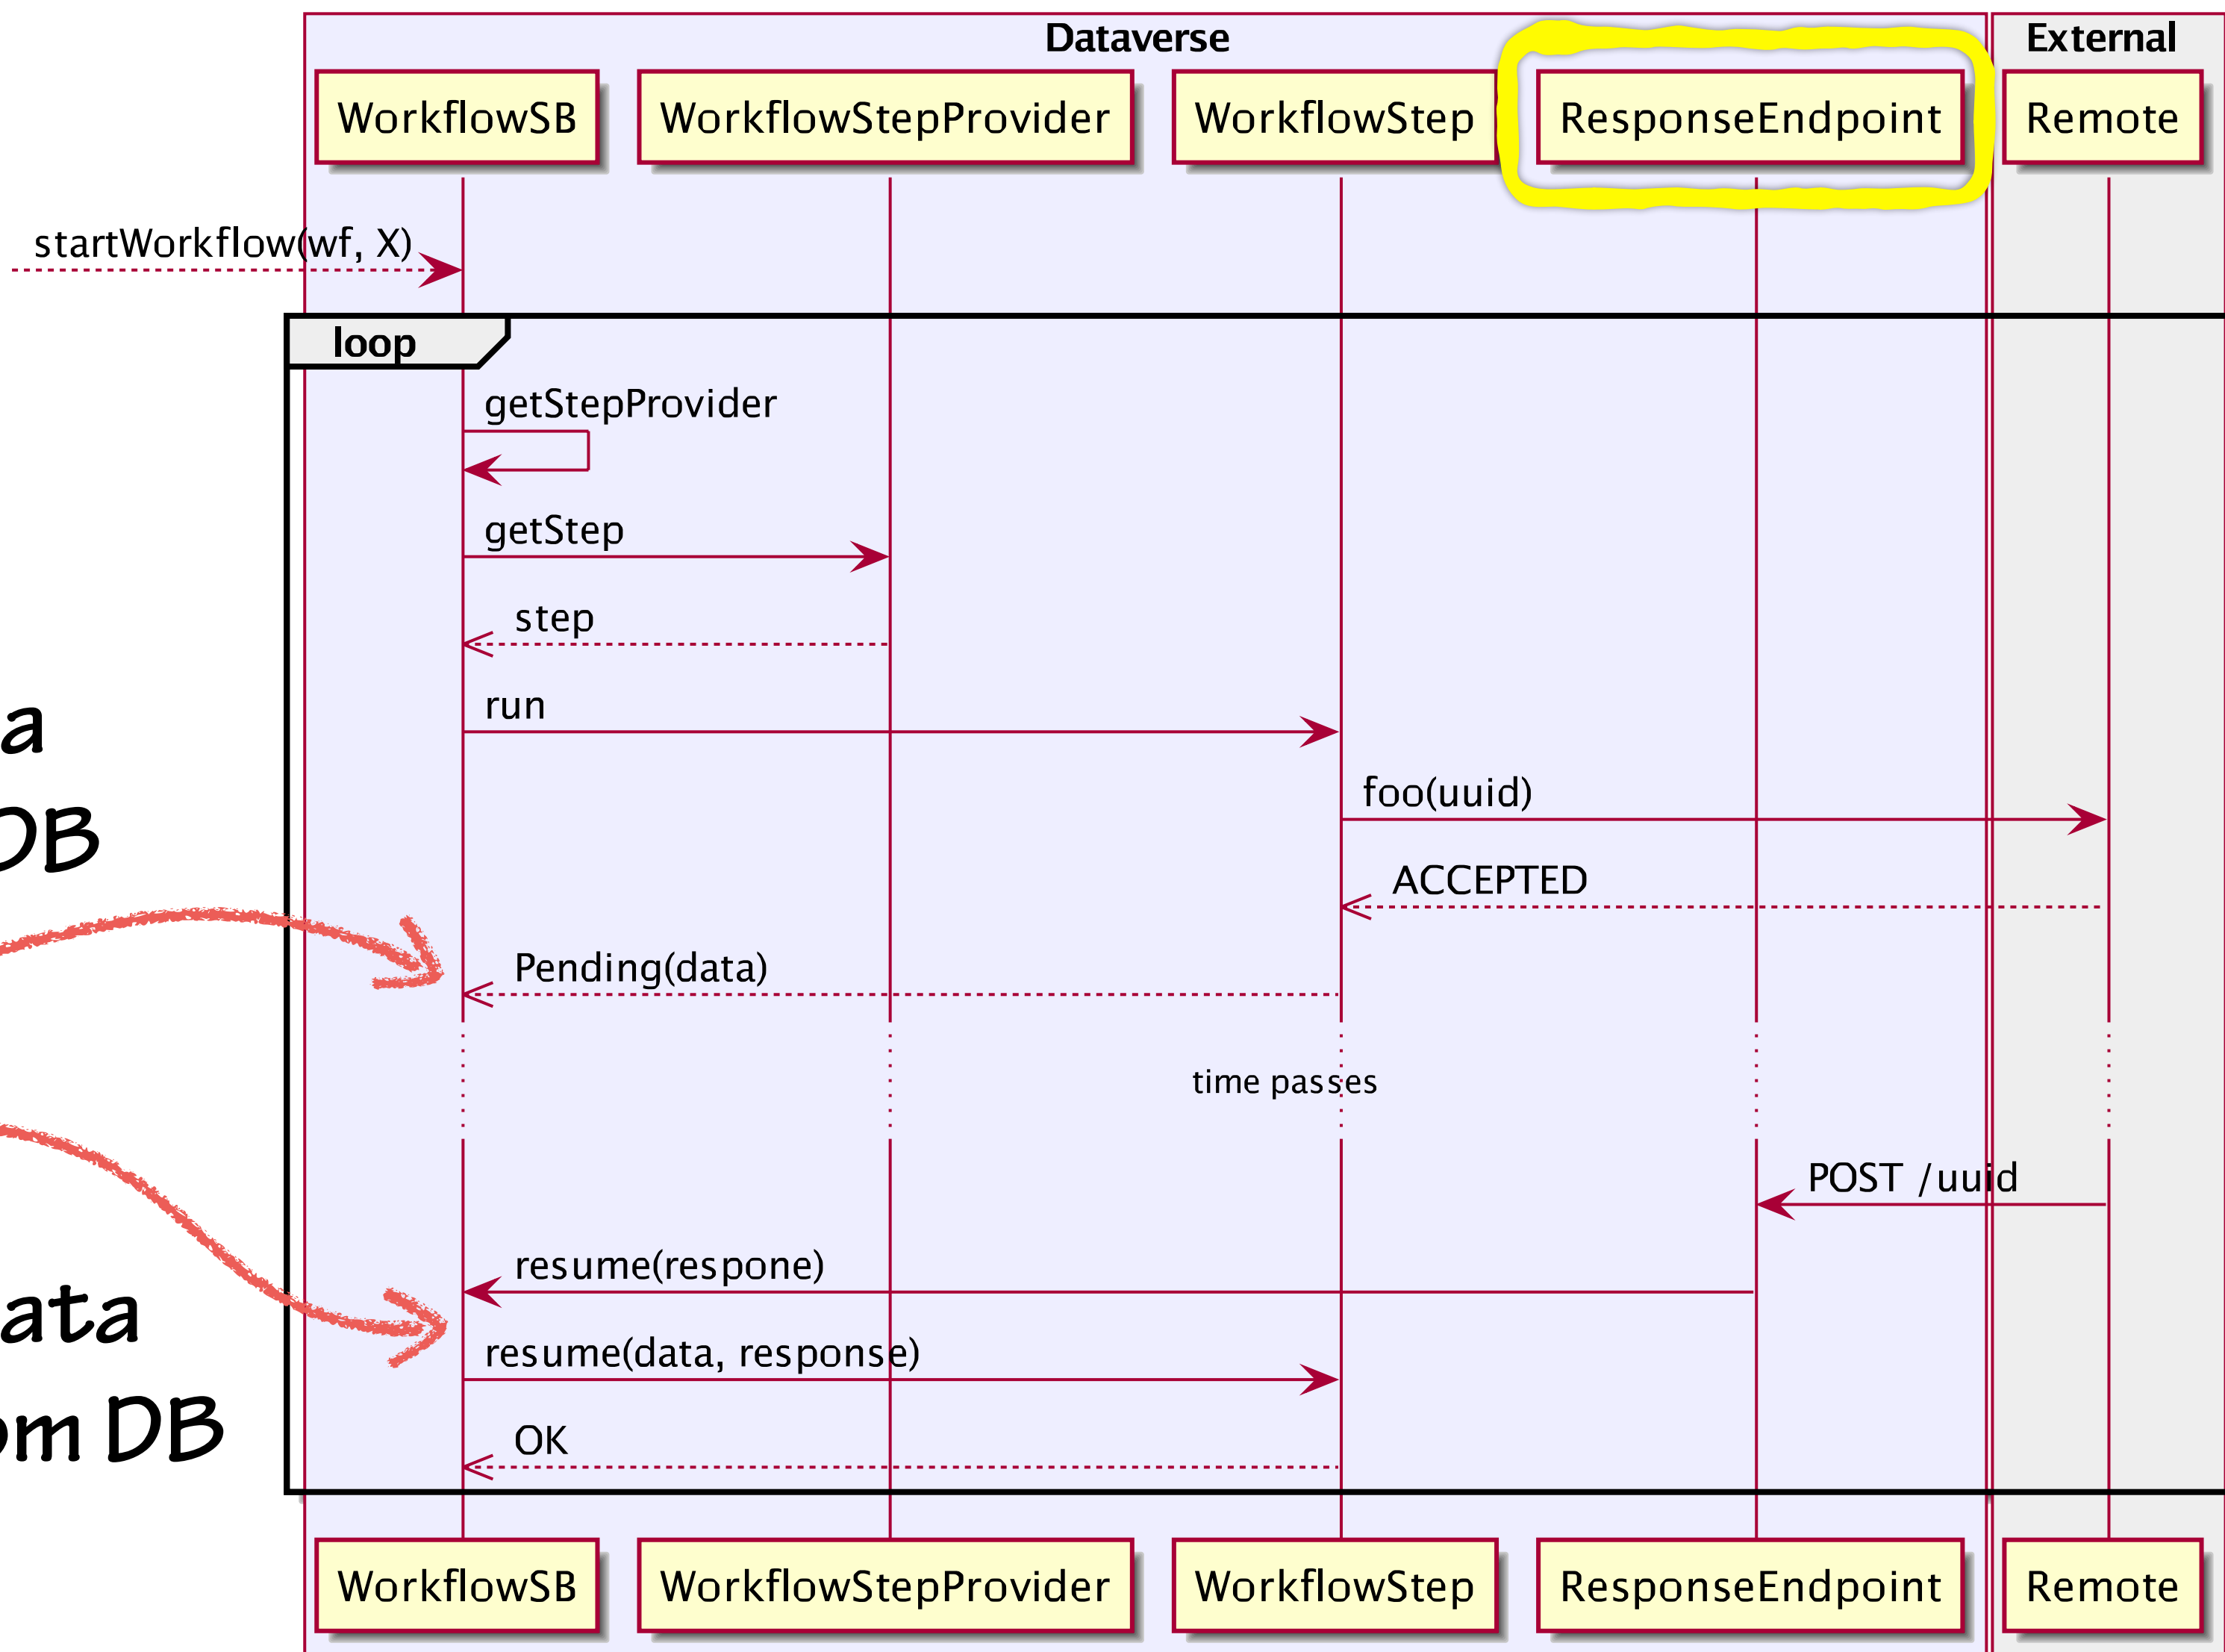 Dataverse
External
WorkflowSB
WorkflowStepProvider
WorkflowStep
ResponseEndpoint
Remote
startWorkflow(wf, X)
loop
getStepProvider
getStep
step
run
a
DB
foo(uuid)
ACCEPTED
Pending(data)
time passes
POST /uuid
resume(respone)
ata
resume(data, response)
om DB
OK
WorkflowSB
WorkflowStepProvider
WorkflowStep
ResponseEndpoint
Remote